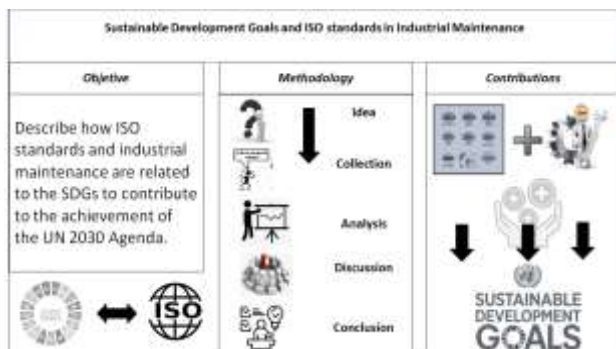 Sustainable Development Goals and ISO standards in Industrial Maintenance
Objetive
Describe how ISO
standards and industrial
maintenance are related
to the SDGs to contribute
to the achievement of
the UN 2030 Agenda.
ISO
Methodology
Idea
Collection
Analysis
Discussion
Conclusion
Contributions
SUSTAINABLE
DEVELOPMENT
GOALS